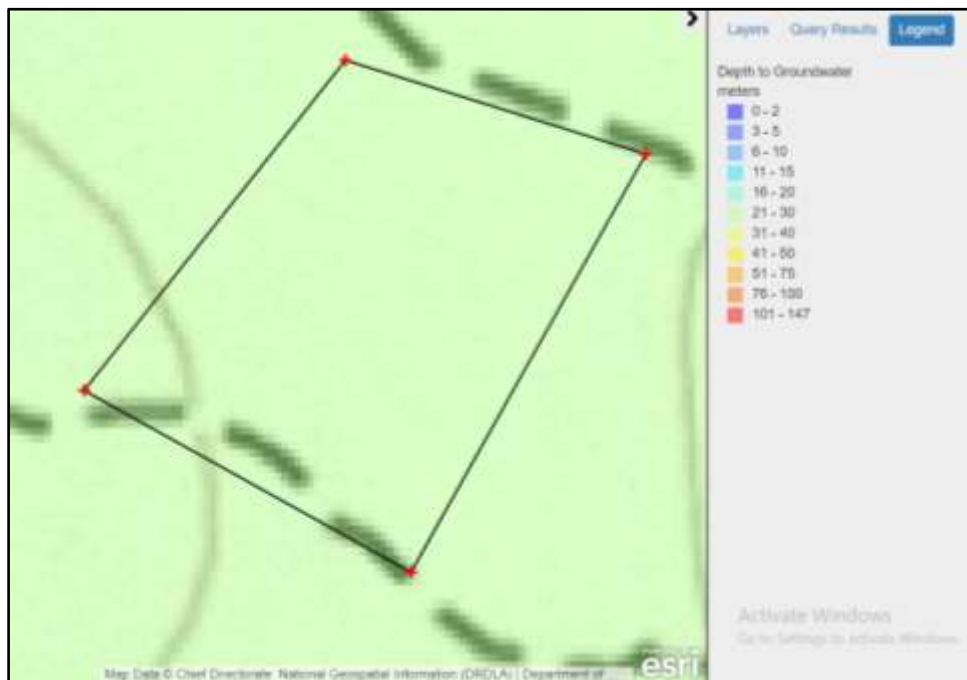 Layers Query Results Legend
Depth to Groundwater
meters
0 - 2
3 - 5
6 - 10
11 - 15
16 - 20
21 - 30
31 - 40
41 - 50
51 - 75
76 - 100
101 - 147
Activate Windows
Go to Settings to activate Windows.
Map Data © Chief Directorate: National Geospatial Information (DRDLA) | Department of ...
esri